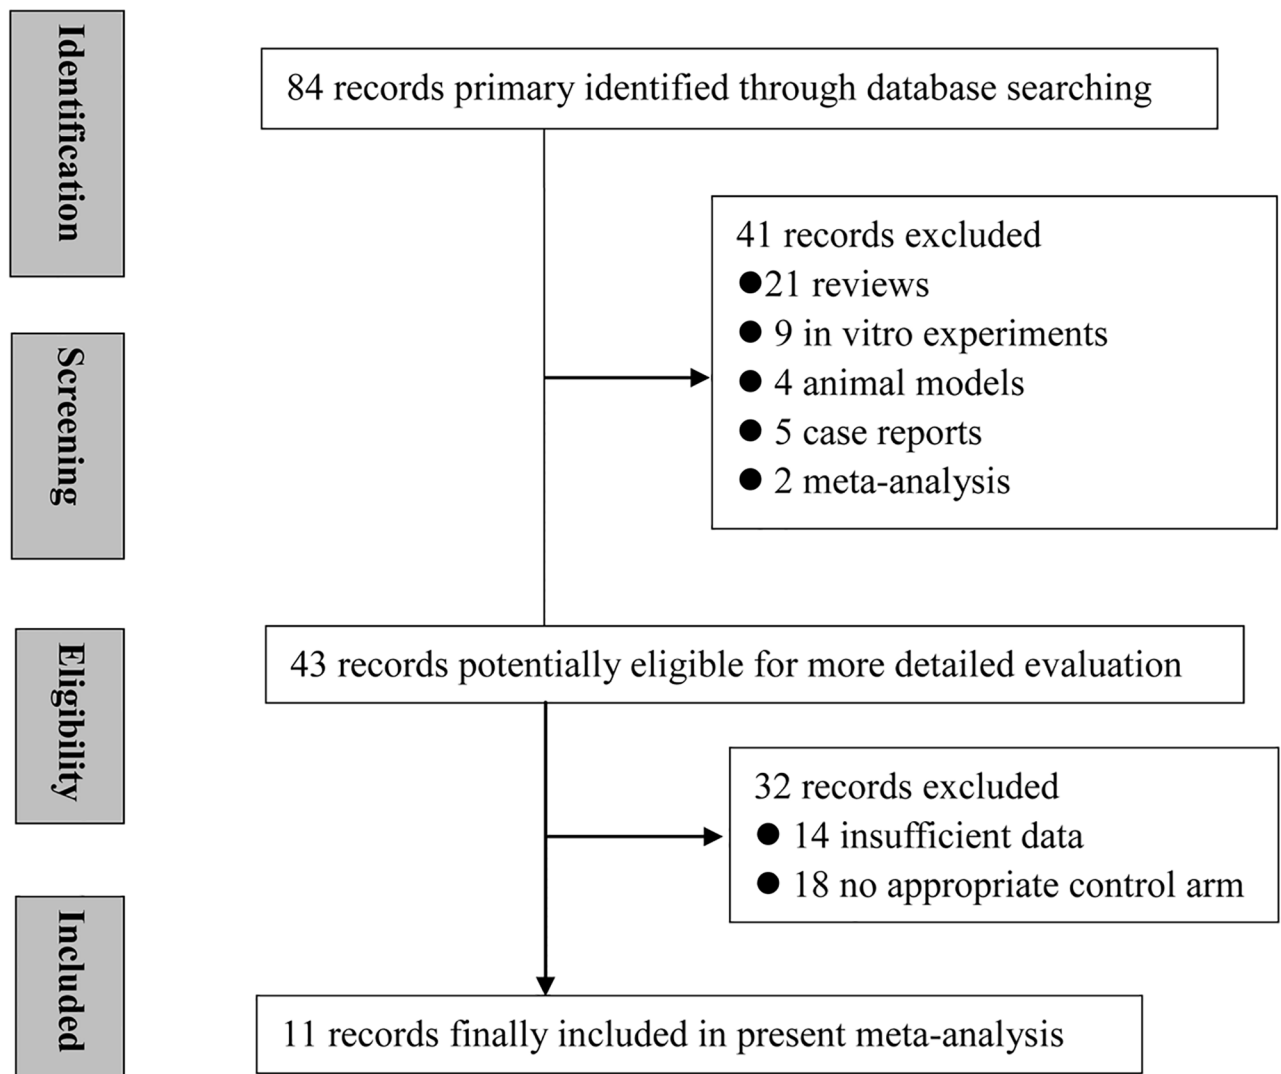 Identification
84 records primary identified through database searching
41 records excluded
●21 reviews
● 9 in vitro experiments
● 4 animal models
● 5 case reports
● 2 meta-analysis
Screening
Eligibility
43 records potentially eligible for more detailed evaluation
32 records excluded
● 14 insufficient data
● 18 no appropriate control arm
Included
11 records finally included in present meta-analysis